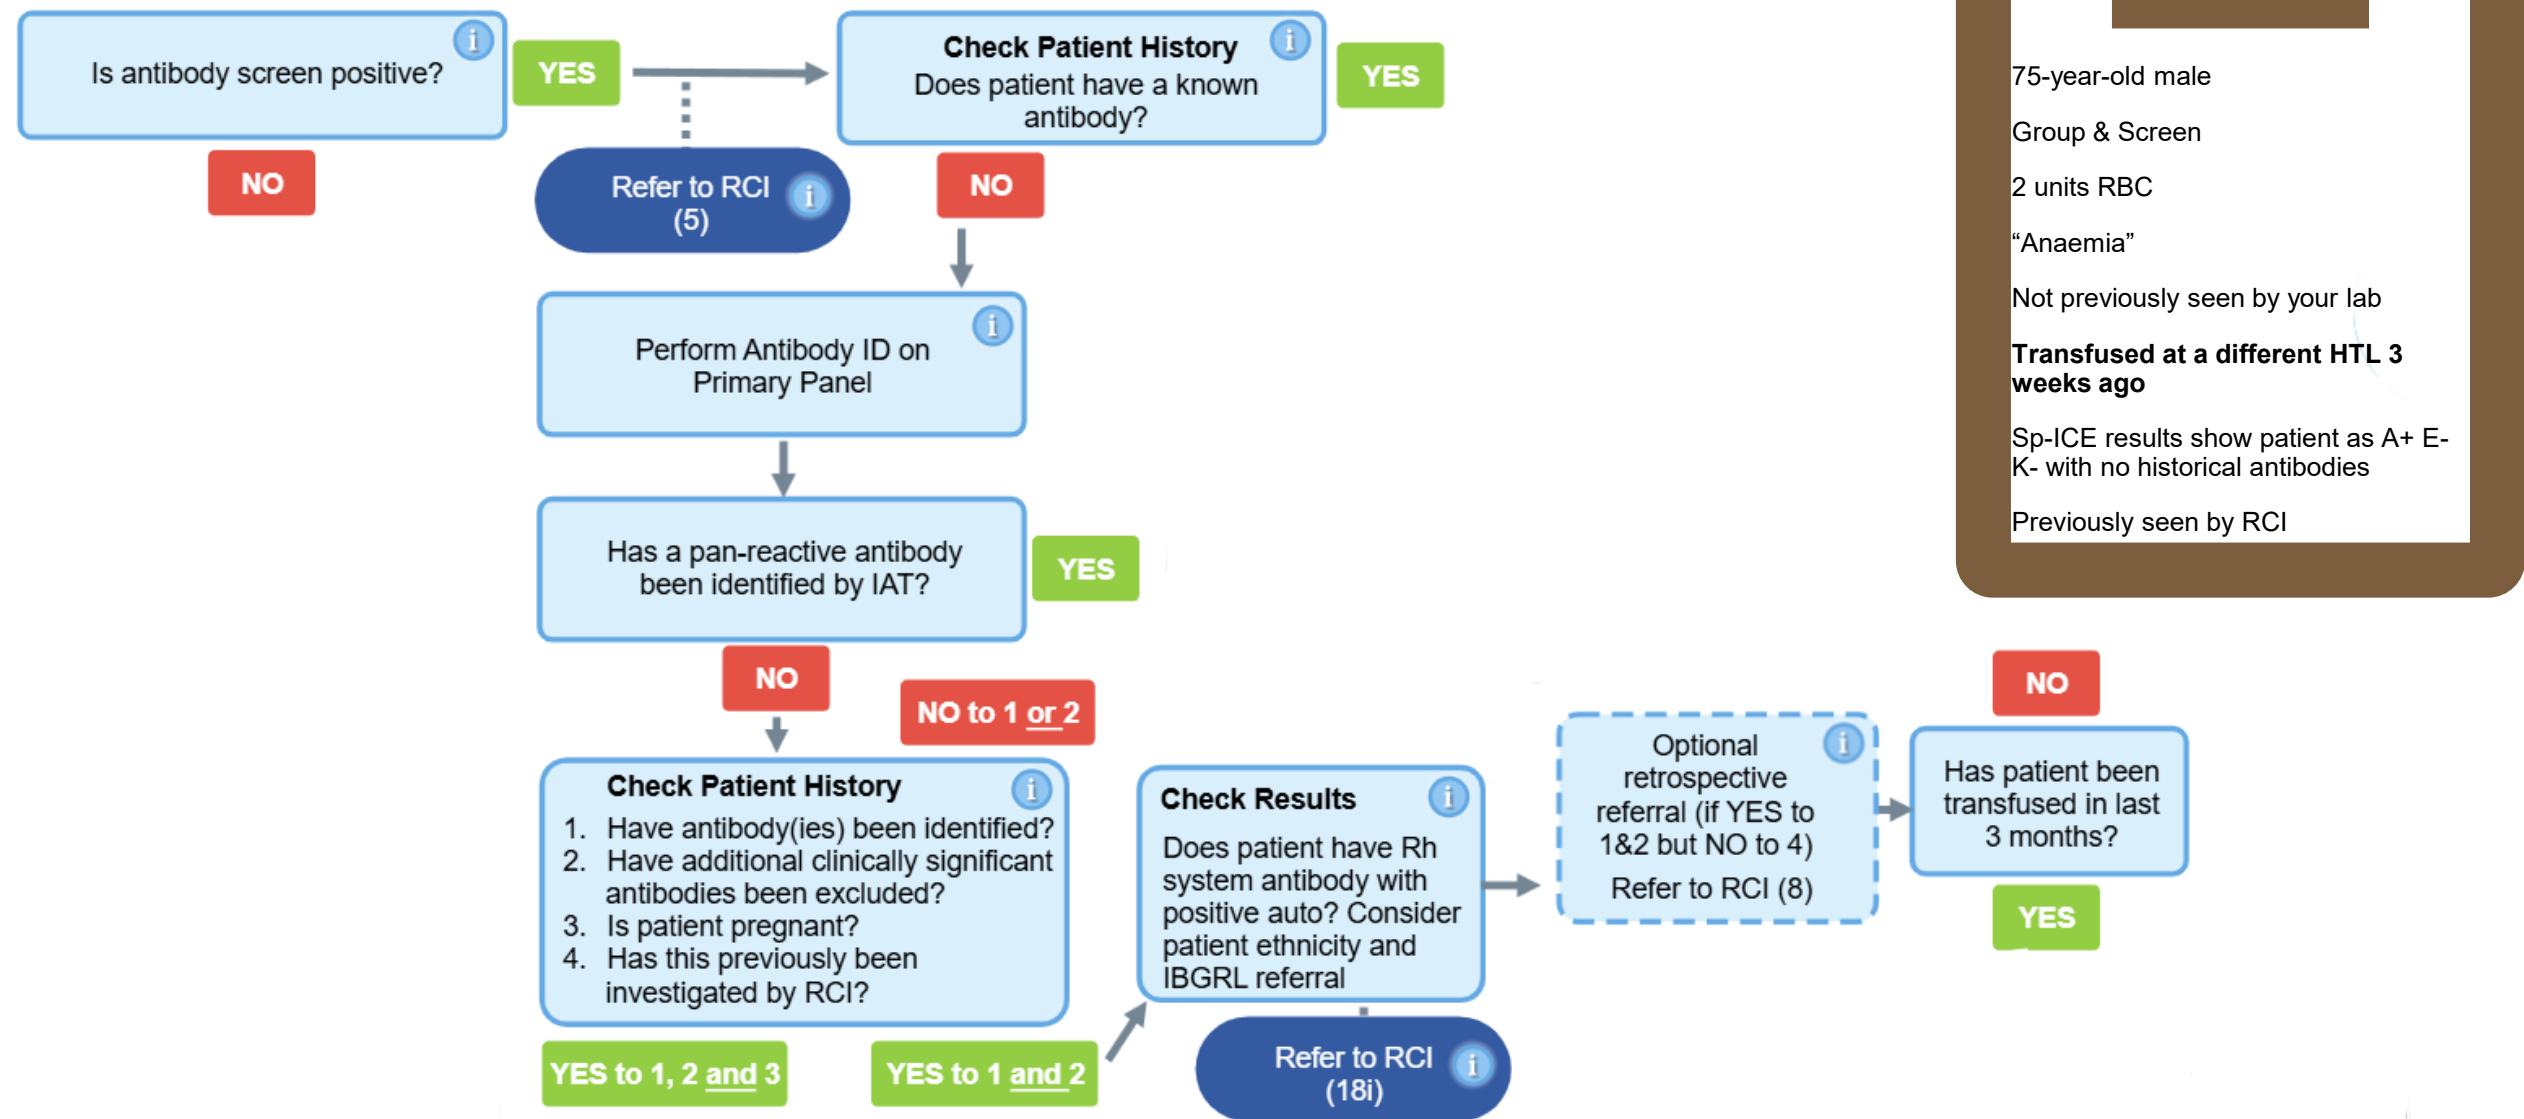 Is antibody screen positive?
YES
NO
Check Patient History
Does patient have a known
antibody?
YES
NO
Refer to RCI
(5)
Perform Antibody ID on
Primary Panel
Has a pan-reactive antibody
been identified by IAT?
YES
NO
NO to 1 or 2
Check Patient History
1. Have antibody(ies) been identified?
2. Have additional clinically significant
antibodies been excluded?
3. Is patient pregnant?
4. Has this previously been
investigated by RCI?
YES to 1, 2 and 3
YES to 1 and 2
Check Results
Does patient have Rh
system antibody with
positive auto? Consider
patient ethnicity and
IBGRL referral
Refer to RCI
(18i)
Optional
retrospective
referral (if YES to
1&2 but NO to 4)
Refer to RCI (8)
NO
Has patient been
transfused in last
3 months?
YES
75-year-old male
Group & Screen
2 units RBC
“Anaemia”
Not previously seen by your lab
Transfused at a different HTL 3
weeks ago
Sp-ICE results show patient as A+ E-
K- with no historical antibodies
Previously seen by RCI